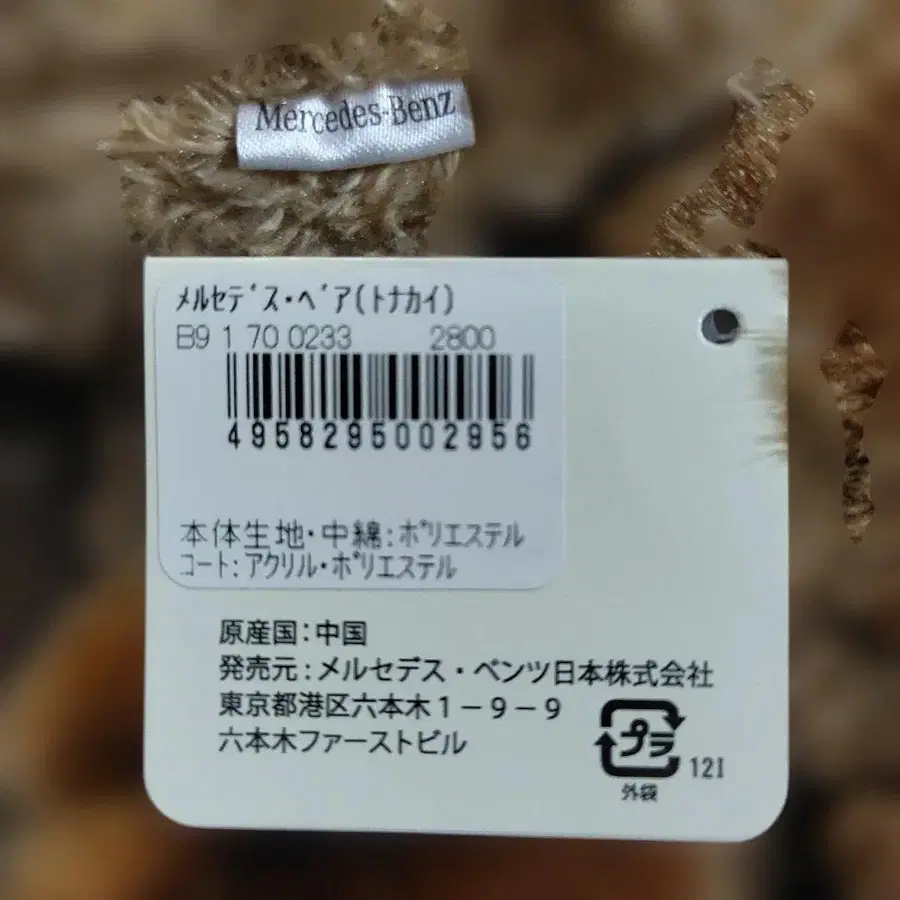 Mercedes-Benz
ﾒﾙｾﾃﾞｽ･ﾍﾞｱ(ﾄﾅｶｲ)
B9 1 70 0233 2800
4958295002956
本体生地･中綿:ﾎﾟﾘｴｽﾃﾙ
ｺｰﾄ:ｱｸﾘﾙ･ﾎﾟﾘｴｽﾃﾙ
原産国：中国
発売元：メルセデス・ベンツ日本株式会社
東京都港区六本木１－９－９
六本木ファーストビル
プラ
12I
外袋